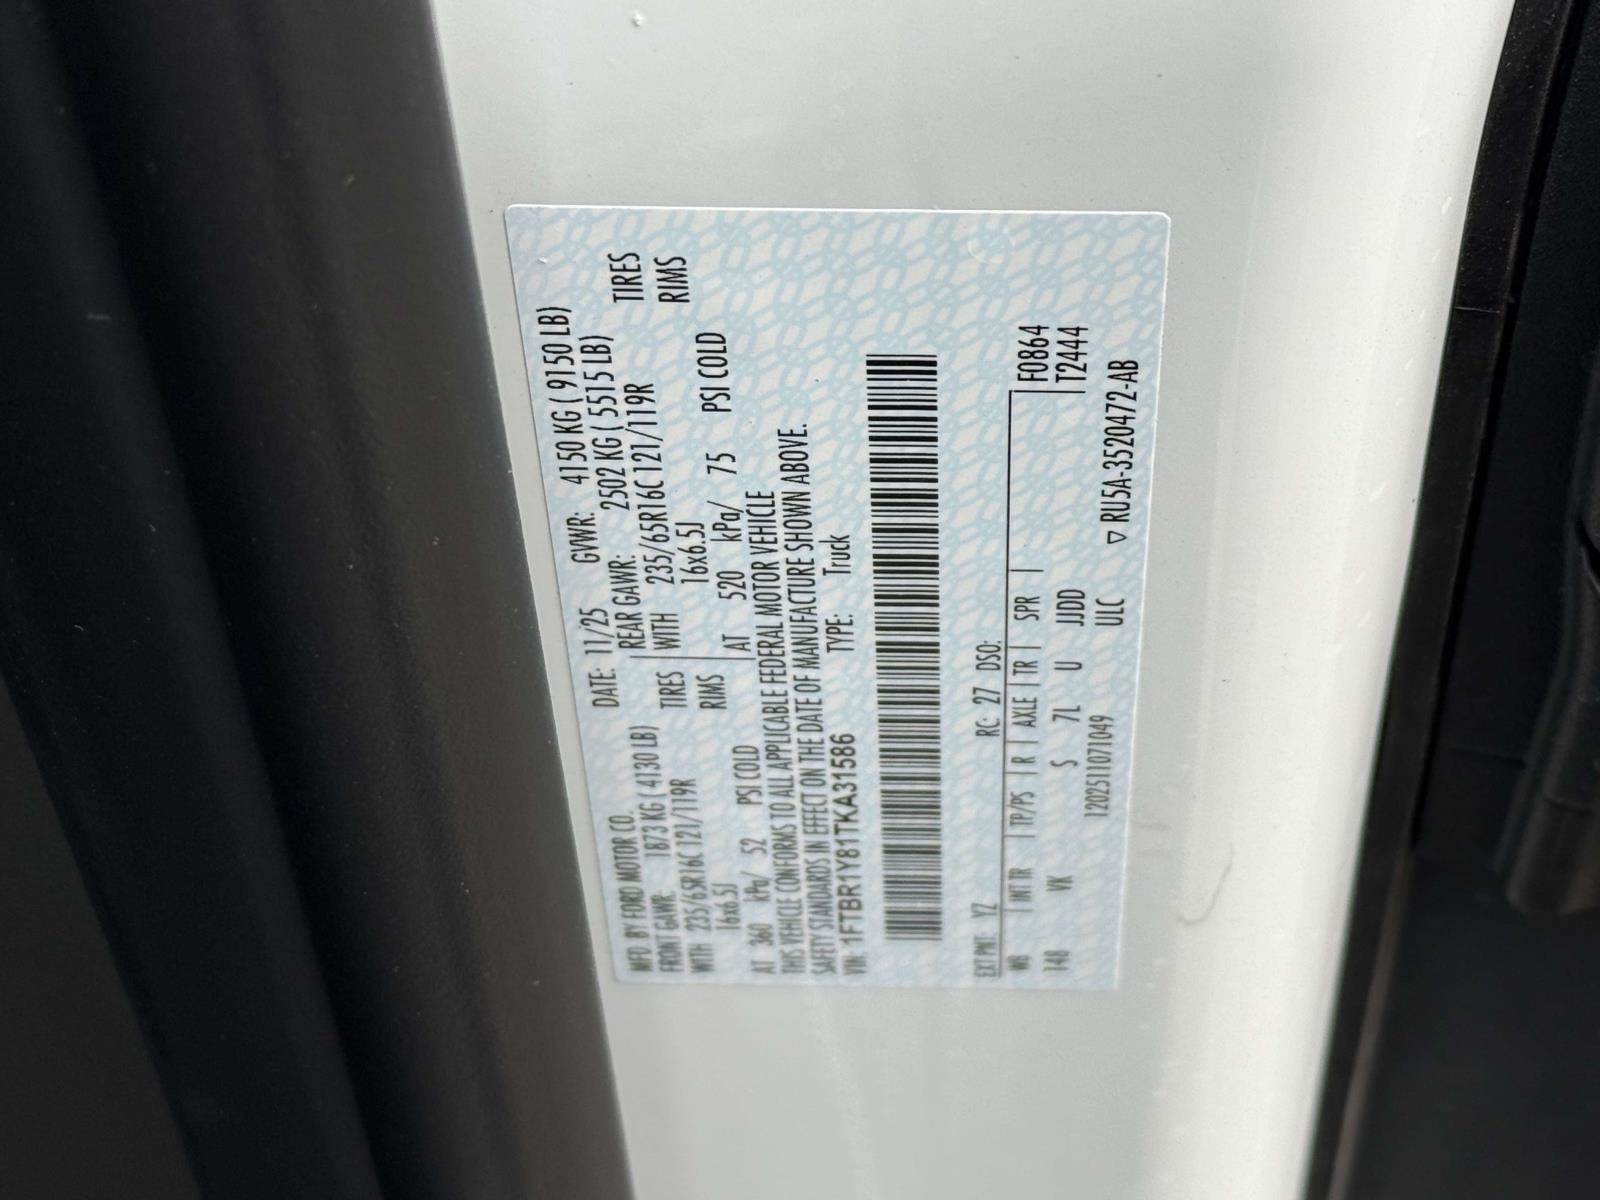 MFD. BY FORD MOTOR CO. DATE: 11/25 GVWR: 4150 KG ( 9150 LB)
FRONT GAWR: 1873 KG ( 4130 LB) REAR GAWR: 2502 KG ( 5515 LB)
WITH 235/65R16C 121/119R TIRES WITH 235/65R16C 121/119R TIRES
16x6.5J RIMS 16x6.5J RIMS
AT 360 kPa/ 52 PSI COLD AT 520 kPa/ 75 PSI COLD
THIS VEHICLE CONFORMS TO ALL APPLICABLE FEDERAL MOTOR VEHICLE
SAFETY STANDARDS IN EFFECT ON THE DATE OF MANUFACTURE SHOWN ABOVE.
VIN: 1FTBR1Y81TKA31586 TYPE: Truck
EXT PNT: YZ RC: 27 DSO:
WB | INT TR | TP/PS | R | AXLE | TR | SPR | F0864
148 VK S 7L U JJDD T2444
1202511071049 ULC ▽ RU5A-3520472-AB